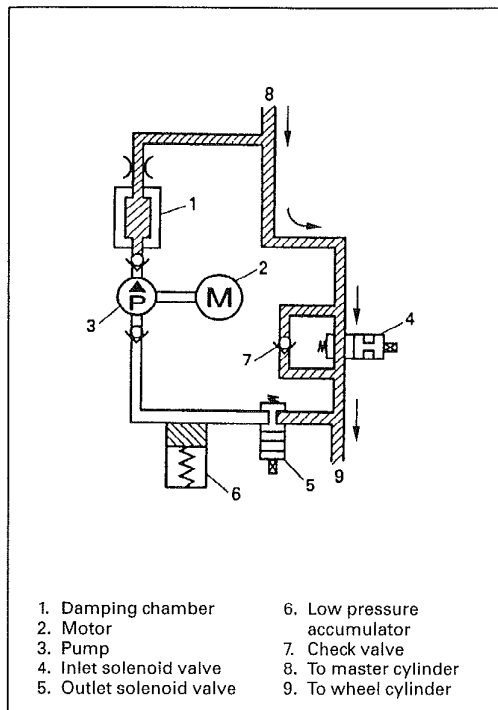 8
1
2
P
M
3
4
7
6
5
9
1. Damping chamber
2. Motor
3. Pump
4. Inlet solenoid valve
5. Outlet solenoid valve
6. Low pressure
accumulator
7. Check valve
8. To master cylinder
9. To wheel cylinder